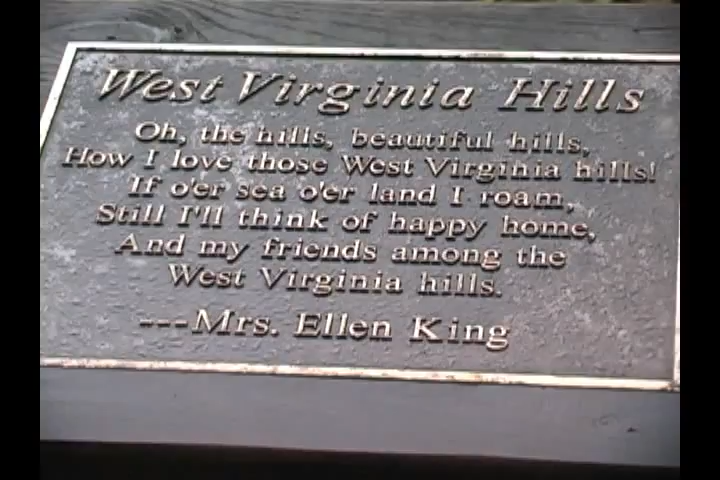 West Virginia Hills
Oh, the hills, beautiful hills,
How I love those West Virginia hills!
If o'er sea o'er land I roam,
Still I'll think of happy home,
And my friends among the
West Virginia hills.
---Mrs. Ellen King